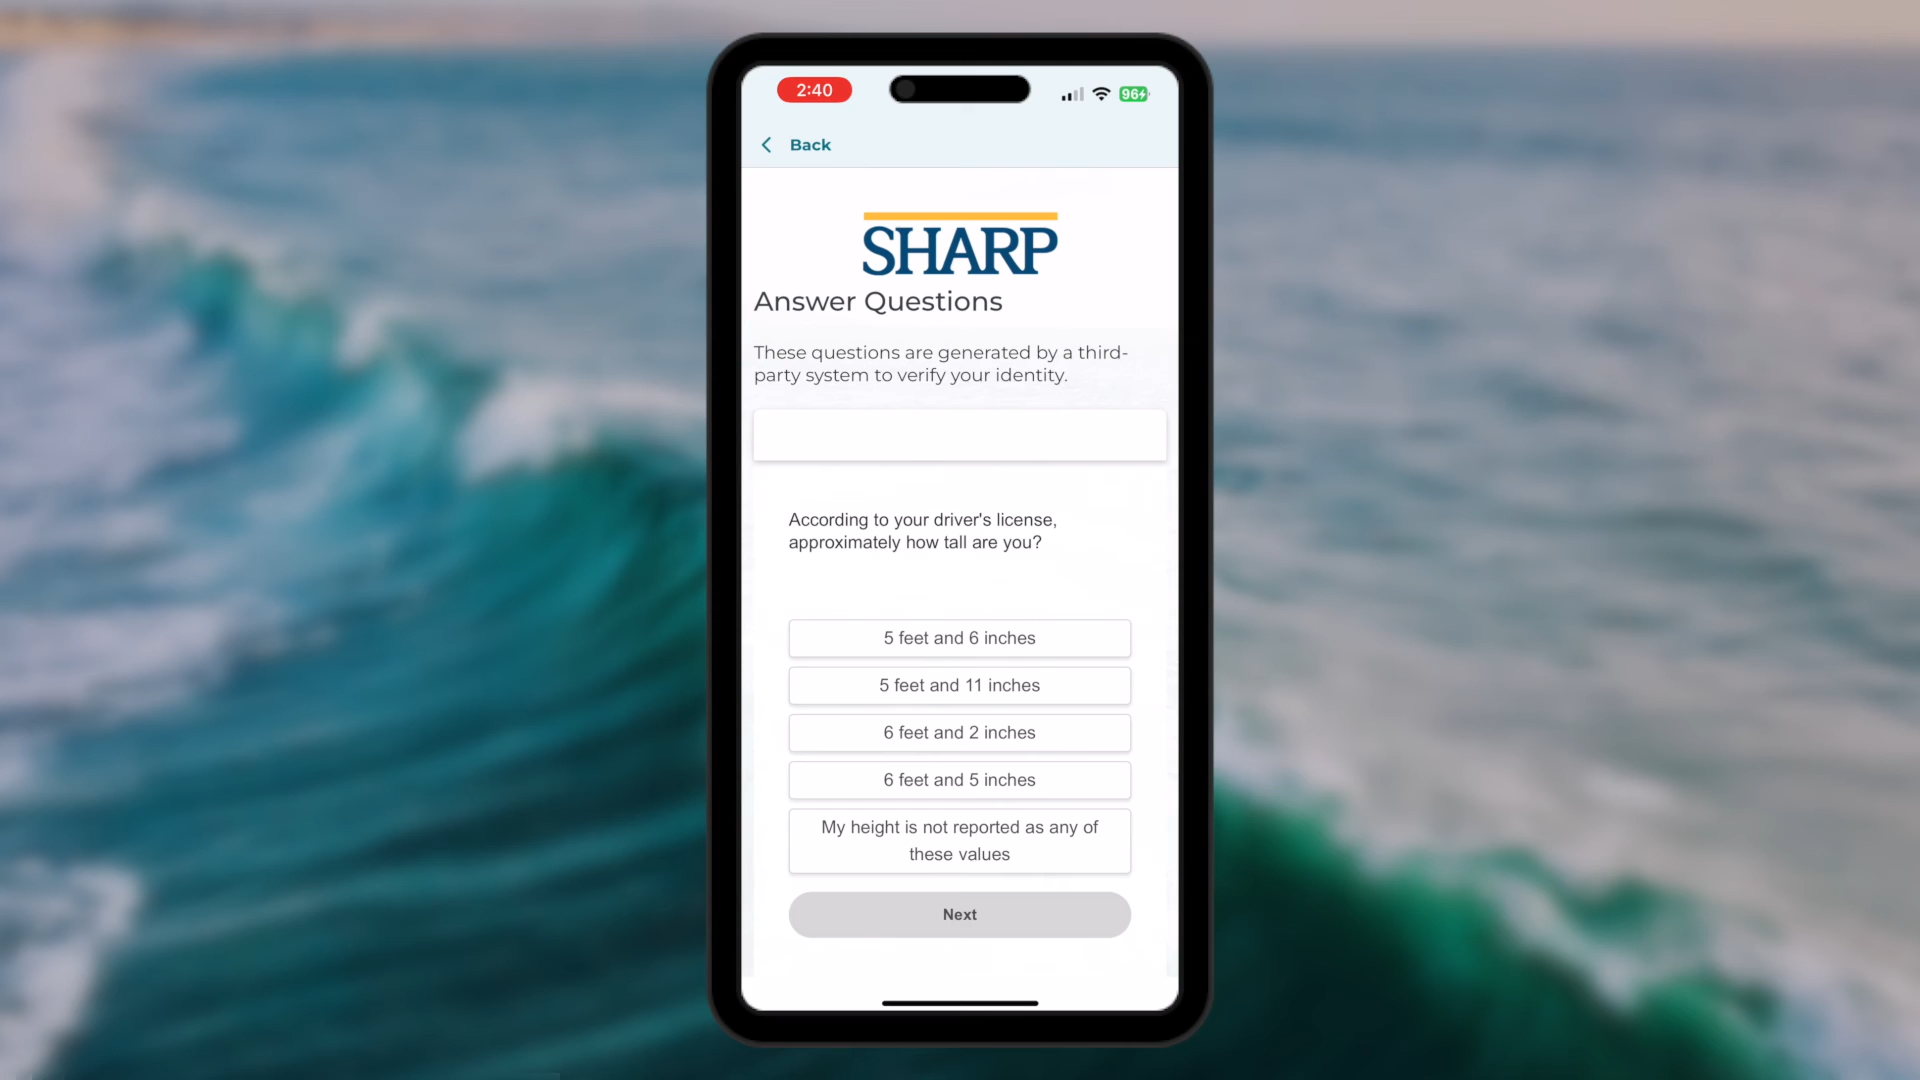 2:40
96
Back
SHARP
Answer Questions
These questions are generated by a third-
party system to verify your identity.
According to your driver's license,
approximately how tall are you?
5 feet and 6 inches
5 feet and 11 inches
6 feet and 2 inches
6 feet and 5 inches
My height is not reported as any of
these values
Next